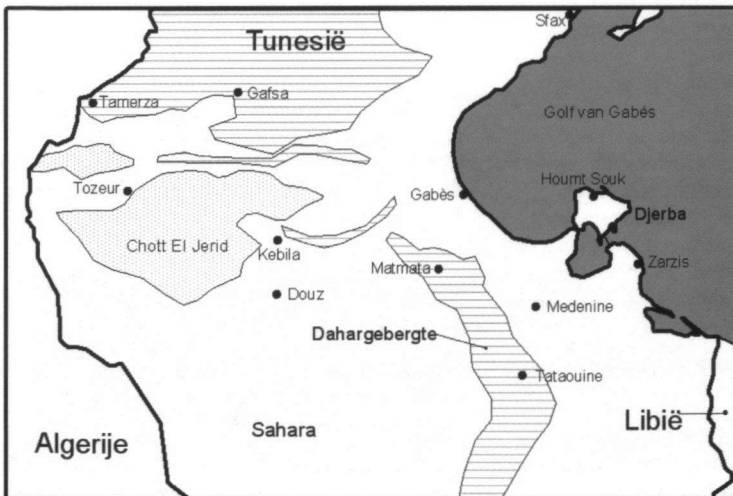 Sfax
Tunesië
Tamerza
Gafsa
Golf van Gabès
Tozeur
Gabès
Houmt Souk
Djerba
Chott El Jerid
Kebila
Matmata
Zarzis
Douz
Medenine
Dahargebergte
Tataouine
Algerije
Sahara
Libië